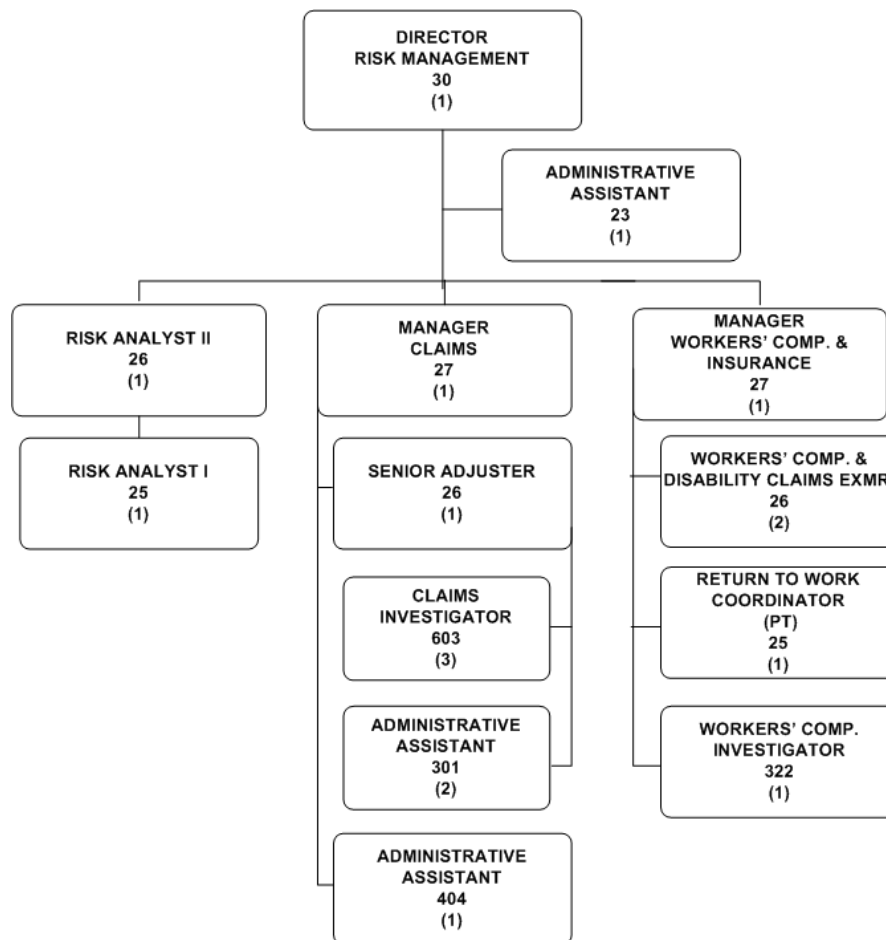 DIRECTOR
RISK MANAGEMENT
30
(1)
ADMINISTRATIVE
ASSISTANT
23
(1)
RISK ANALYST II
26
(1)
RISK ANALYST I
25
(1)
MANAGER
CLAIMS
27
(1)
SENIOR ADJUSTER
26
(1)
CLAIMS
INVESTIGATOR
603
(3)
ADMINISTRATIVE
ASSISTANT
301
(2)
ADMINISTRATIVE
ASSISTANT
404
(1)
MANAGER
WORKERS’ COMP. &
INSURANCE
27
(1)
WORKERS’ COMP. &
DISABILITY CLAIMS EXMR
26
(2)
RETURN TO WORK
COORDINATOR
(PT)
25
(1)
WORKERS’ COMP.
INVESTIGATOR
322
(1)